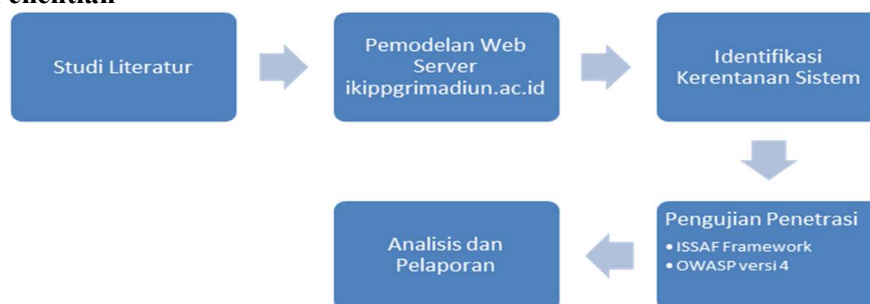 Studi Literatur
Pemodelan Web
Server
ikippgrimadiun.ac.id
Identifikasi
Kerentanan Sistem
Pengujian Penetrasi
• ISSAF Framework
• OWASP versi 4
Analisis dan
Pelaporan